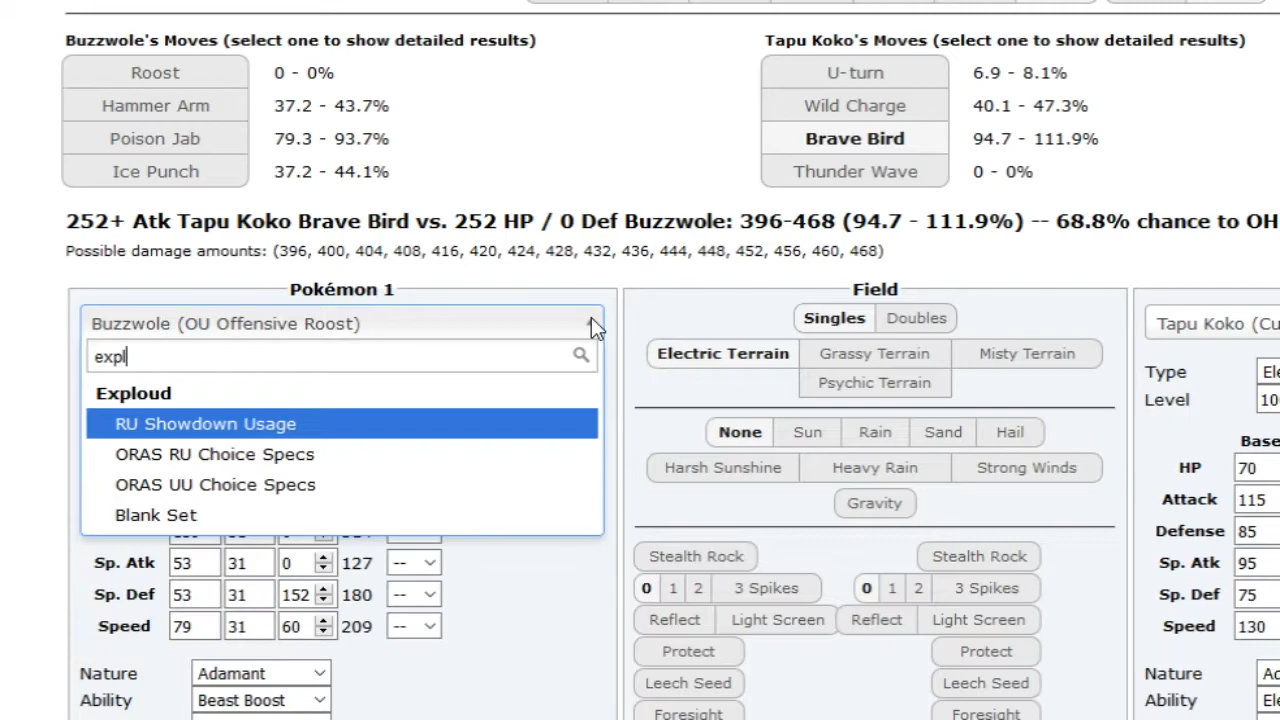 Buzzwole's Moves (select one to show detailed results)
Roost 0 - 0%
Hammer Arm 37.2 - 43.7%
Poison Jab 79.3 - 93.7%
Ice Punch 37.2 - 44.1%
Tapu Koko's Moves (select one to show detailed results)
U-turn 6.9 - 8.1%
Wild Charge 40.1 - 47.3%
Brave Bird 94.7 - 111.9%
Thunder Wave 0 - 0%
252+ Atk Tapu Koko Brave Bird vs. 252 HP / 0 Def Buzzwole: 396-468 (94.7 - 111.9%) -- 68.8% chance to OH
Possible damage amounts: (396, 400, 404, 408, 416, 420, 424, 428, 432, 436, 444, 448, 452, 456, 460, 468)
Pokémon 1
Buzzwole (OU Offensive Roost)
expl
Exploud
RU Showdown Usage
ORAS RU Choice Specs
ORAS UU Choice Specs
Blank Set
Sp. Atk 53 31 0 127 --
Sp. Def 53 31 152 180 --
Speed 79 31 60 209 --
Nature Adamant
Ability Beast Boost
Field
Singles Doubles
Electric Terrain Grassy Terrain Misty Terrain
Psychic Terrain
None Sun Rain Sand Hail
Harsh Sunshine Heavy Rain Strong Winds
Gravity
Stealth Rock Stealth Rock
0 1 2 3 Spikes 0 1 2 3 Spikes
Reflect Light Screen Reflect Light Screen
Protect Protect
Leech Seed Leech Seed
Foresight Foresight
Tapu Koko (Cu
Type Ele
Level 10
Base
HP 70
Attack 115
Defense 85
Sp. Atk 95
Sp. Def 75
Speed 130
Nature Ad
Ability Ele